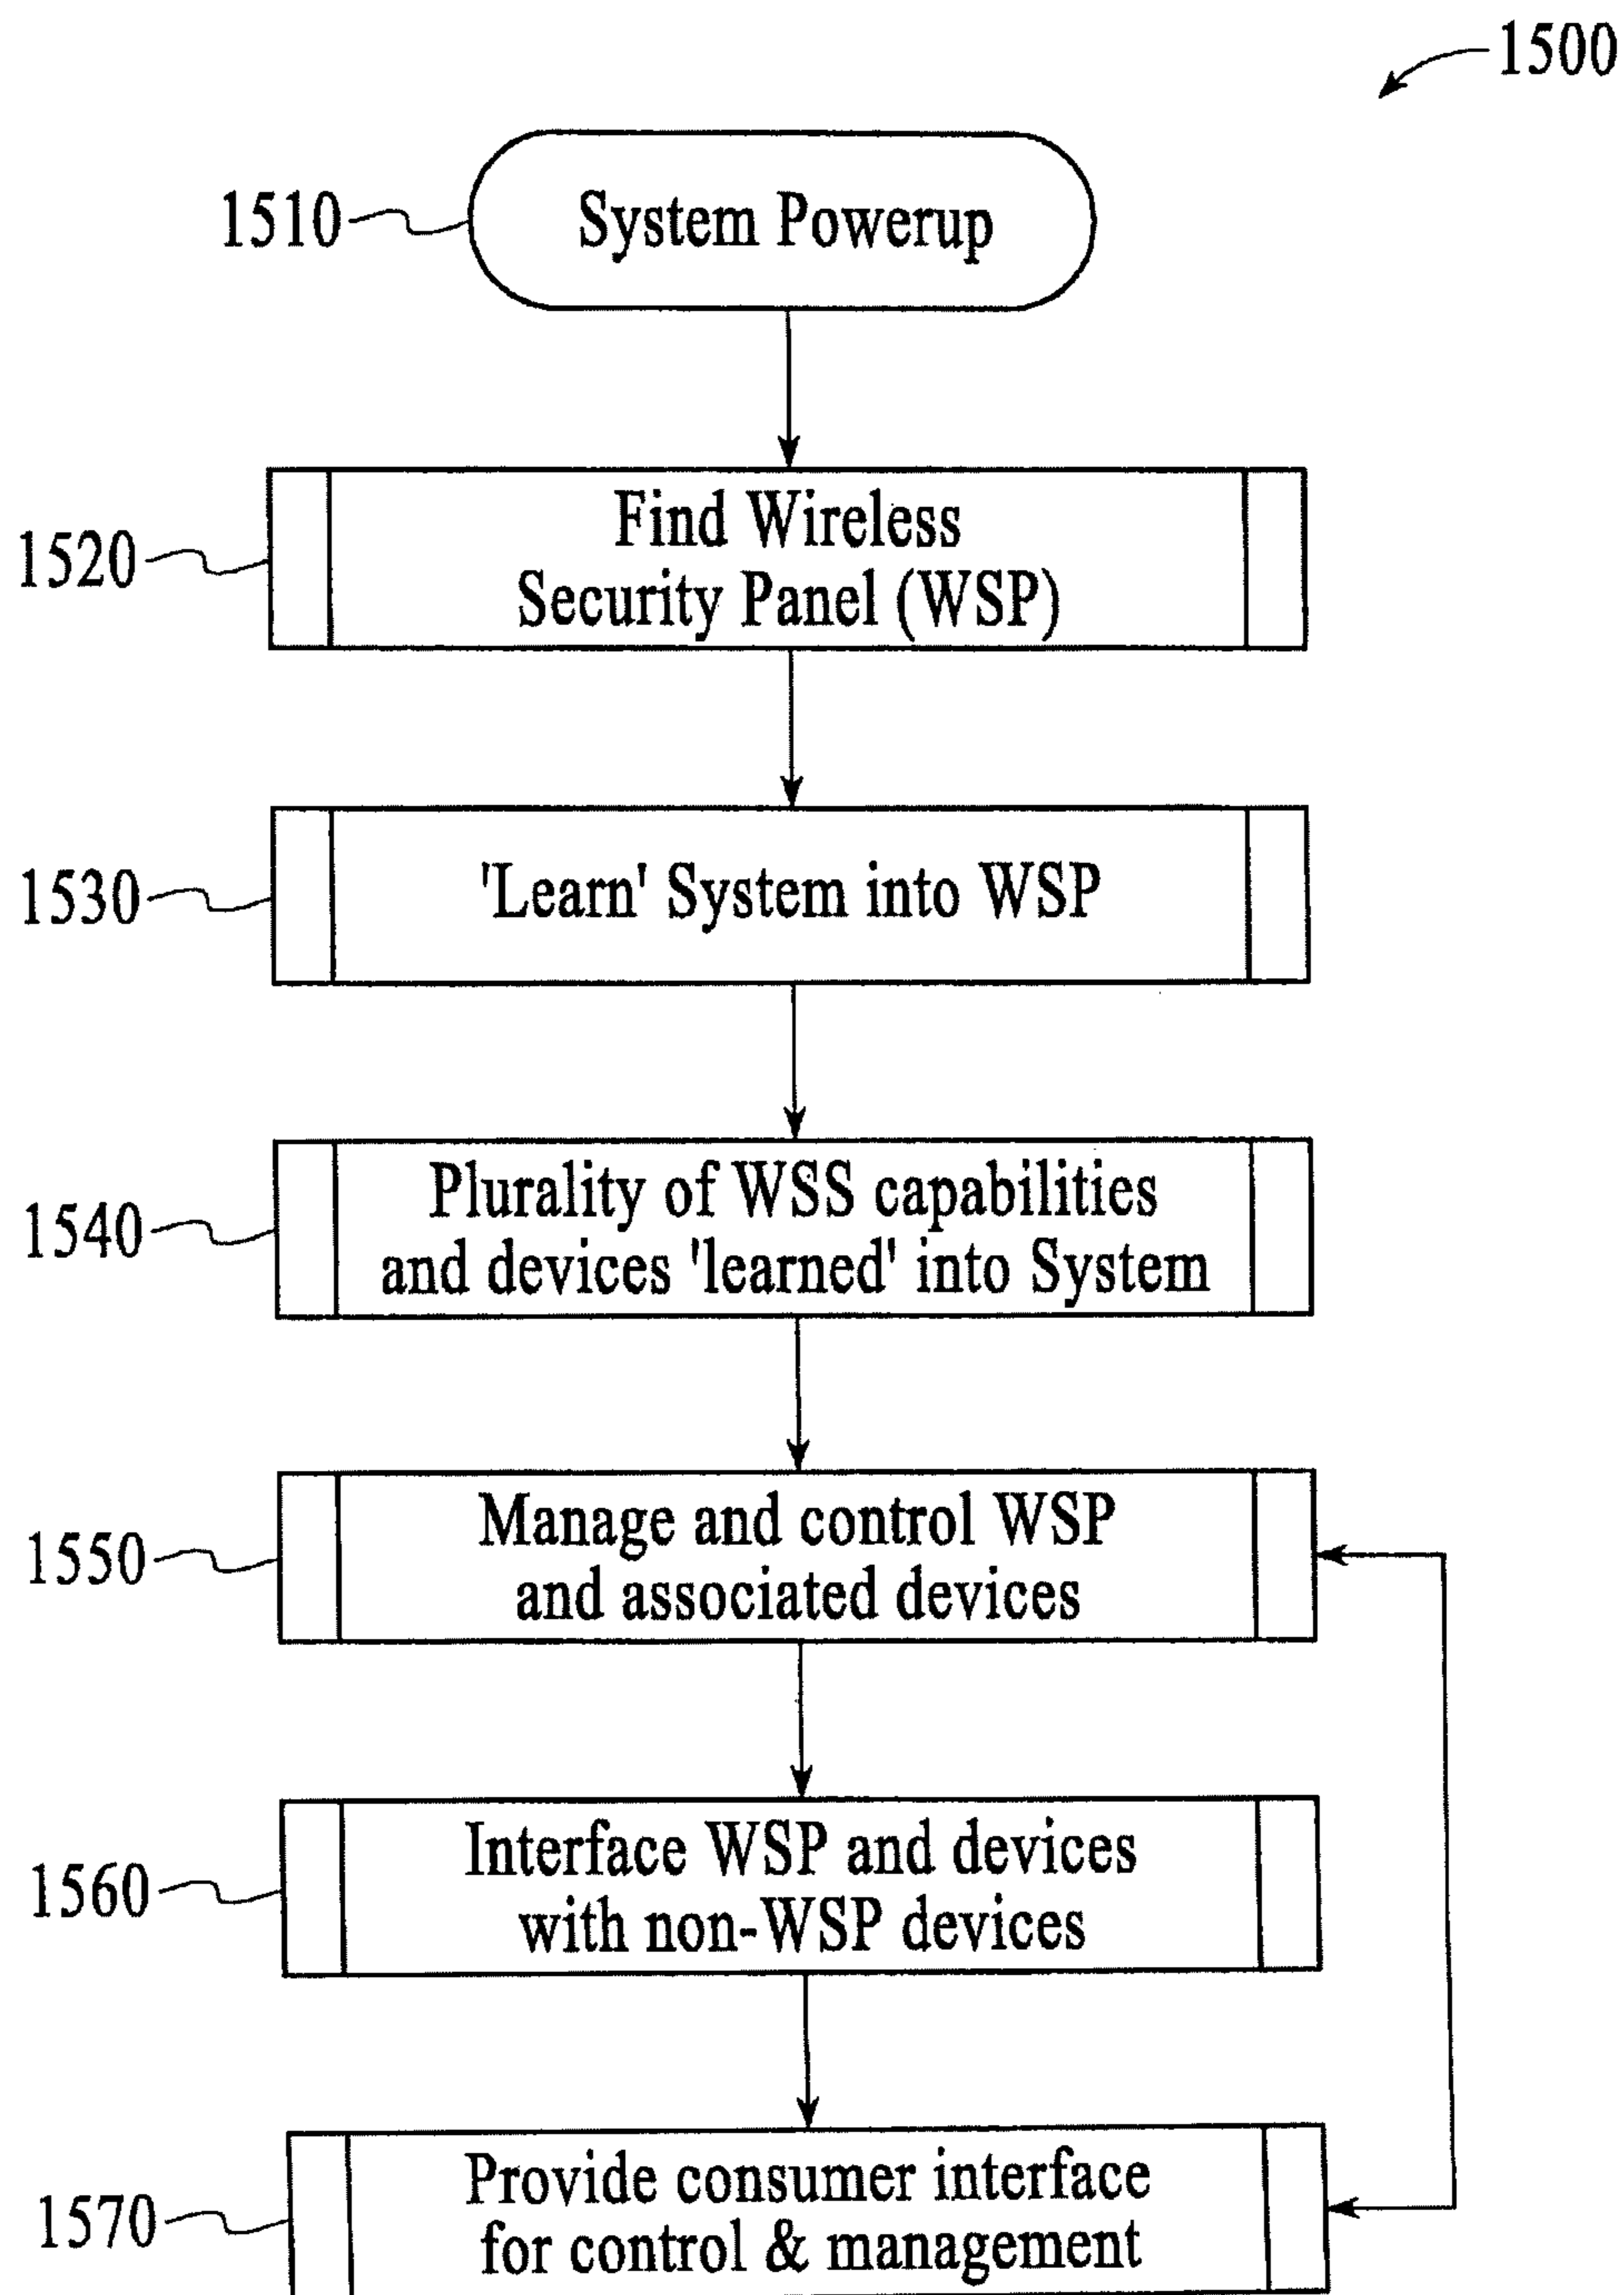 1500
1510
System Powerup
1520
Find Wireless
Security Panel (WSP)
1530
'Learn' System into WSP
1540
Plurality of WSS capabilities
and devices 'learned' into System
1550
Manage and control WSP
and associated devices
1560
Interface WSP and devices
with non-WSP devices
1570
Provide consumer interface
for control & management